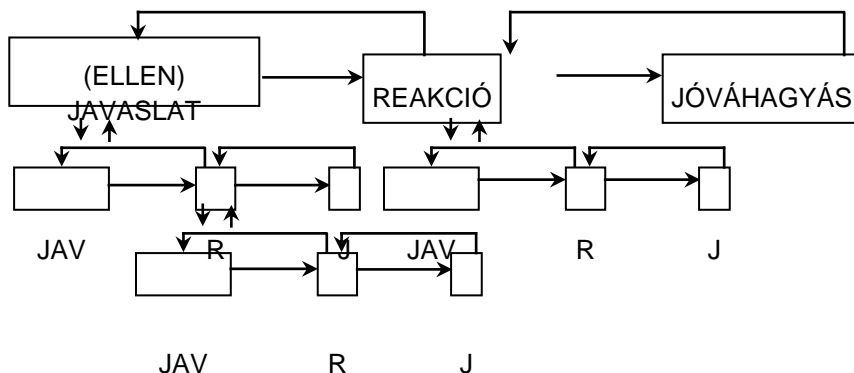 (ELLEN)
JAVASLAT
REAKCIÓ
JÓVÁHAGYÁS
JAV R J JAV R J
JAV R J